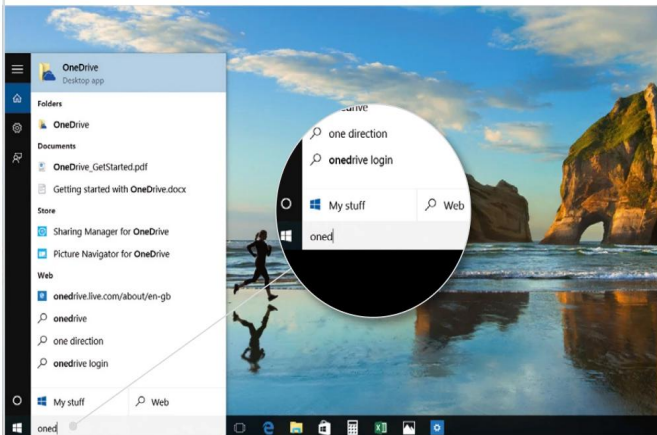 OneDrive
Desktop app
Folders
OneDrive
Documents
OneDrive_GetStarted.pdf
Getting started with OneDrive.docx
Store
Sharing Manager for OneDrive
Picture Navigator for OneDrive
Web
onedrive.live.com/about/en-gb
onedrive
one direction
onedrive login
My stuff
Web
oned
one direction
onedrive login
My stuff
Web
oned